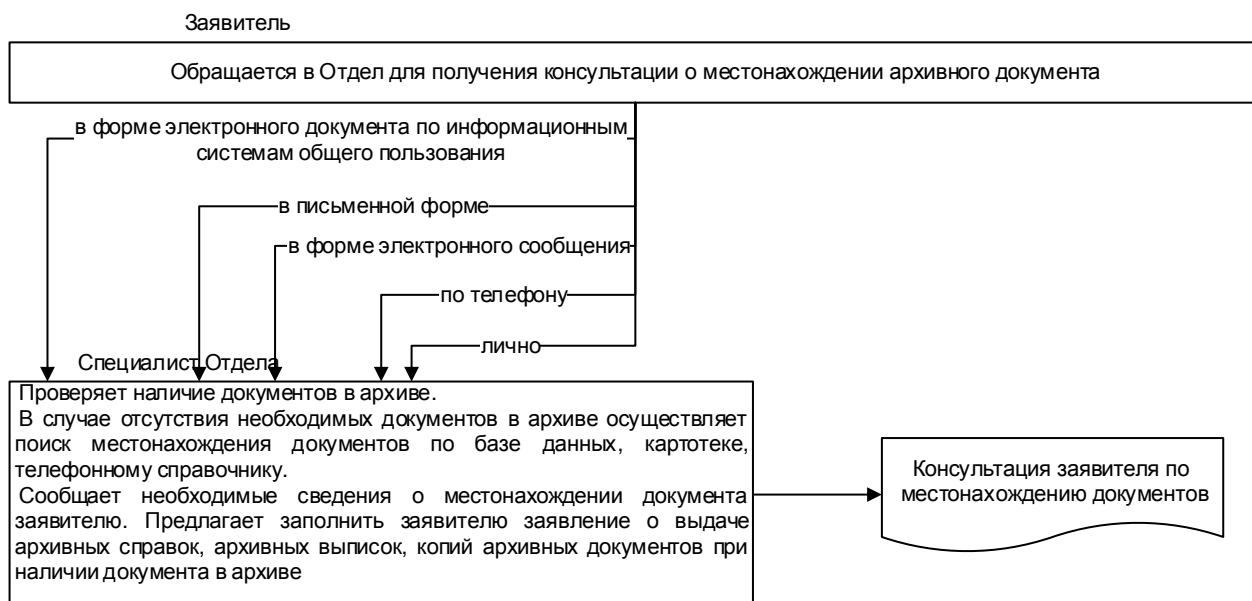 Заявитель
Обращается в Отдел для получения консультации о местонахождении архивного документа
в форме электронного документа по информационным
системам общего пользования
в письменной форме
в форме электронного сообщения
по телефону
лично
Специалист Отдела
Проверяет наличие документов в архиве.
В случае отсутствия необходимых документов в архиве осуществляет
поиск местонахождения документов по базе данных, картотеке,
телефонному справочнику.
Сообщает необходимые сведения о местонахождении документа
заявителю. Предлагает заполнить заявителю заявление о выдаче
архивных справок, архивных выписок, копий архивных документов при
наличии документа в архиве
Консультация заявителя по
местонахождению документов